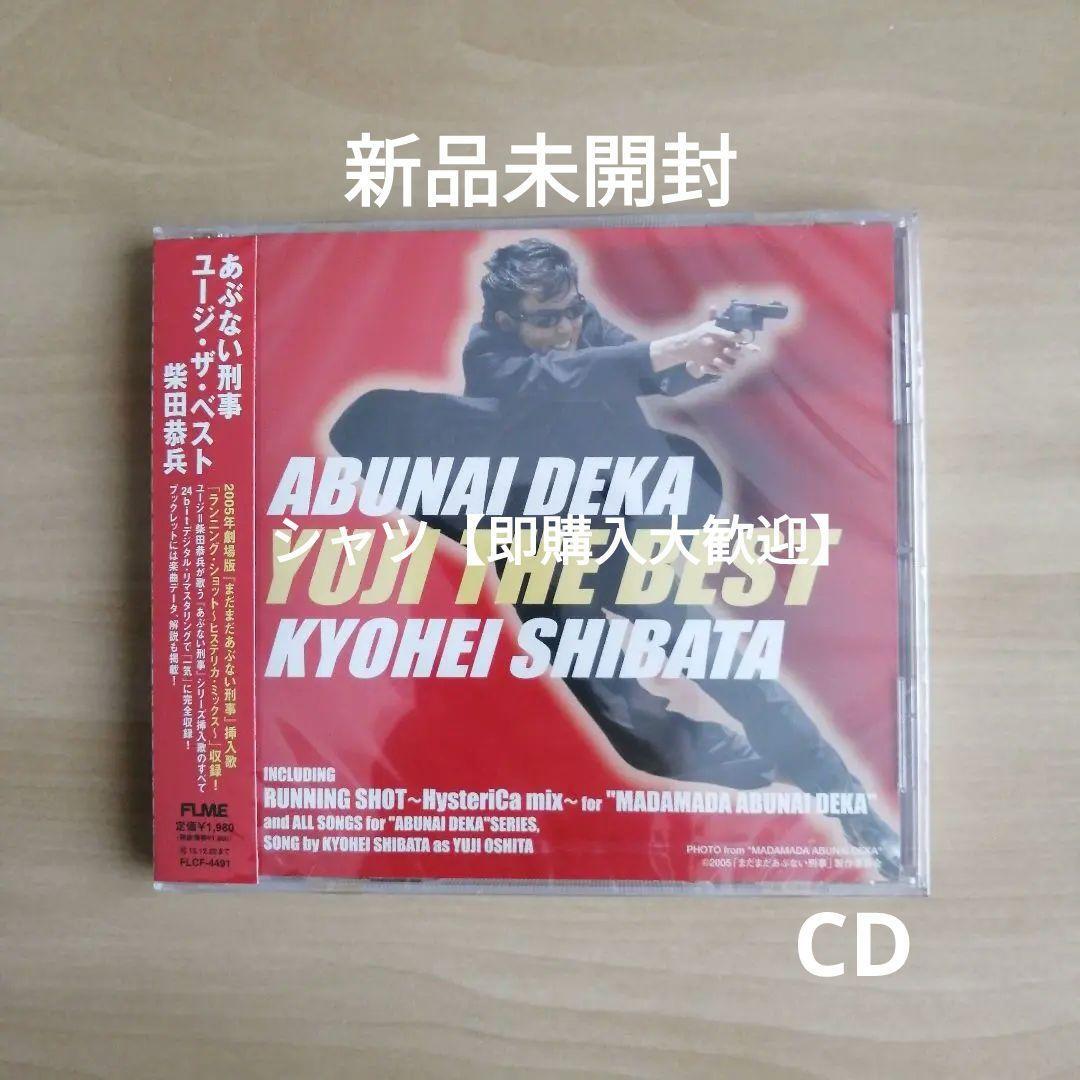 新品未開封
あぶない刑事
ユージ・ザ・ベスト
柴田恭兵
2005年劇場版『まだまだあぶない刑事』挿入歌
「ランニング・ショット〜ヒステリカ・ミックス〜」収録！
ユージ＝柴田恭兵が歌う『あぶない刑事』シリーズ挿入歌のすべて
24bitデジタル・リマスタリングで「一気」に完全収録！
ブックレットには楽曲データ、解説も掲載！
FLME
定価¥1,980
FLCF-4491
ABUNAI DEKA
シャツ【即購入大歓迎】
YUJI THE BEST
KYOHEI SHIBATA
INCLUDING
RUNNING SHOT~HysteriCa mix~ for "MADAMADA ABUNAI DEKA"
and ALL SONGS for "ABUNAI DEKA"SERIES,
SONG by KYOHEI SHIBATA as YUJI OSHITA
PHOTO from "MADAMADA ABUNAI DEKA"
©2005「まだまだあぶない刑事」製作委員会
CD